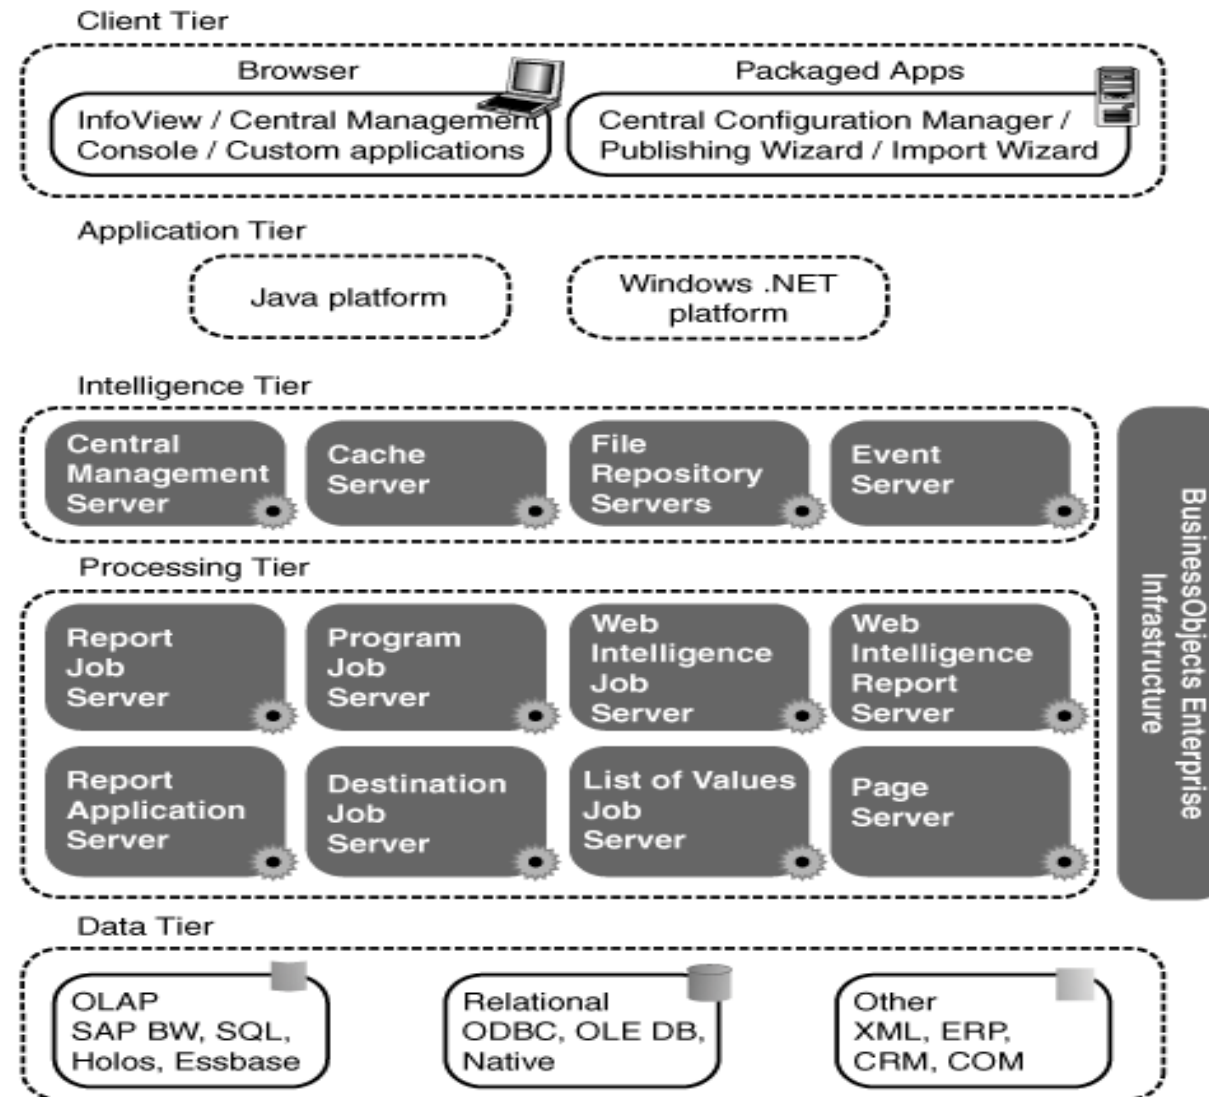 Client Tier
Browser
Packaged Apps
InfoView / Central Management
Console / Custom applications
Central Configuration Manager /
Publishing Wizard / Import Wizard
Application Tier
Java platform
Windows .NET
platform
Intelligence Tier
Central
Management
Server
Cache
Server
File
Repository
Servers
Event
Server
BusinessObjects Enterprise
Infrastructure
Processing Tier
Report
Job
Server
Program
Job
Server
Web
Intelligence
Job
Server
Web
Intelligence
Report
Server
Report
Application
Server
Destination
Job
Server
List of Values
Job
Server
Page
Server
Data Tier
OLAP
SAP BW, SQL,
Holos, Essbase
Relational
ODBC, OLE DB,
Native
Other
XML, ERP,
CRM, COM